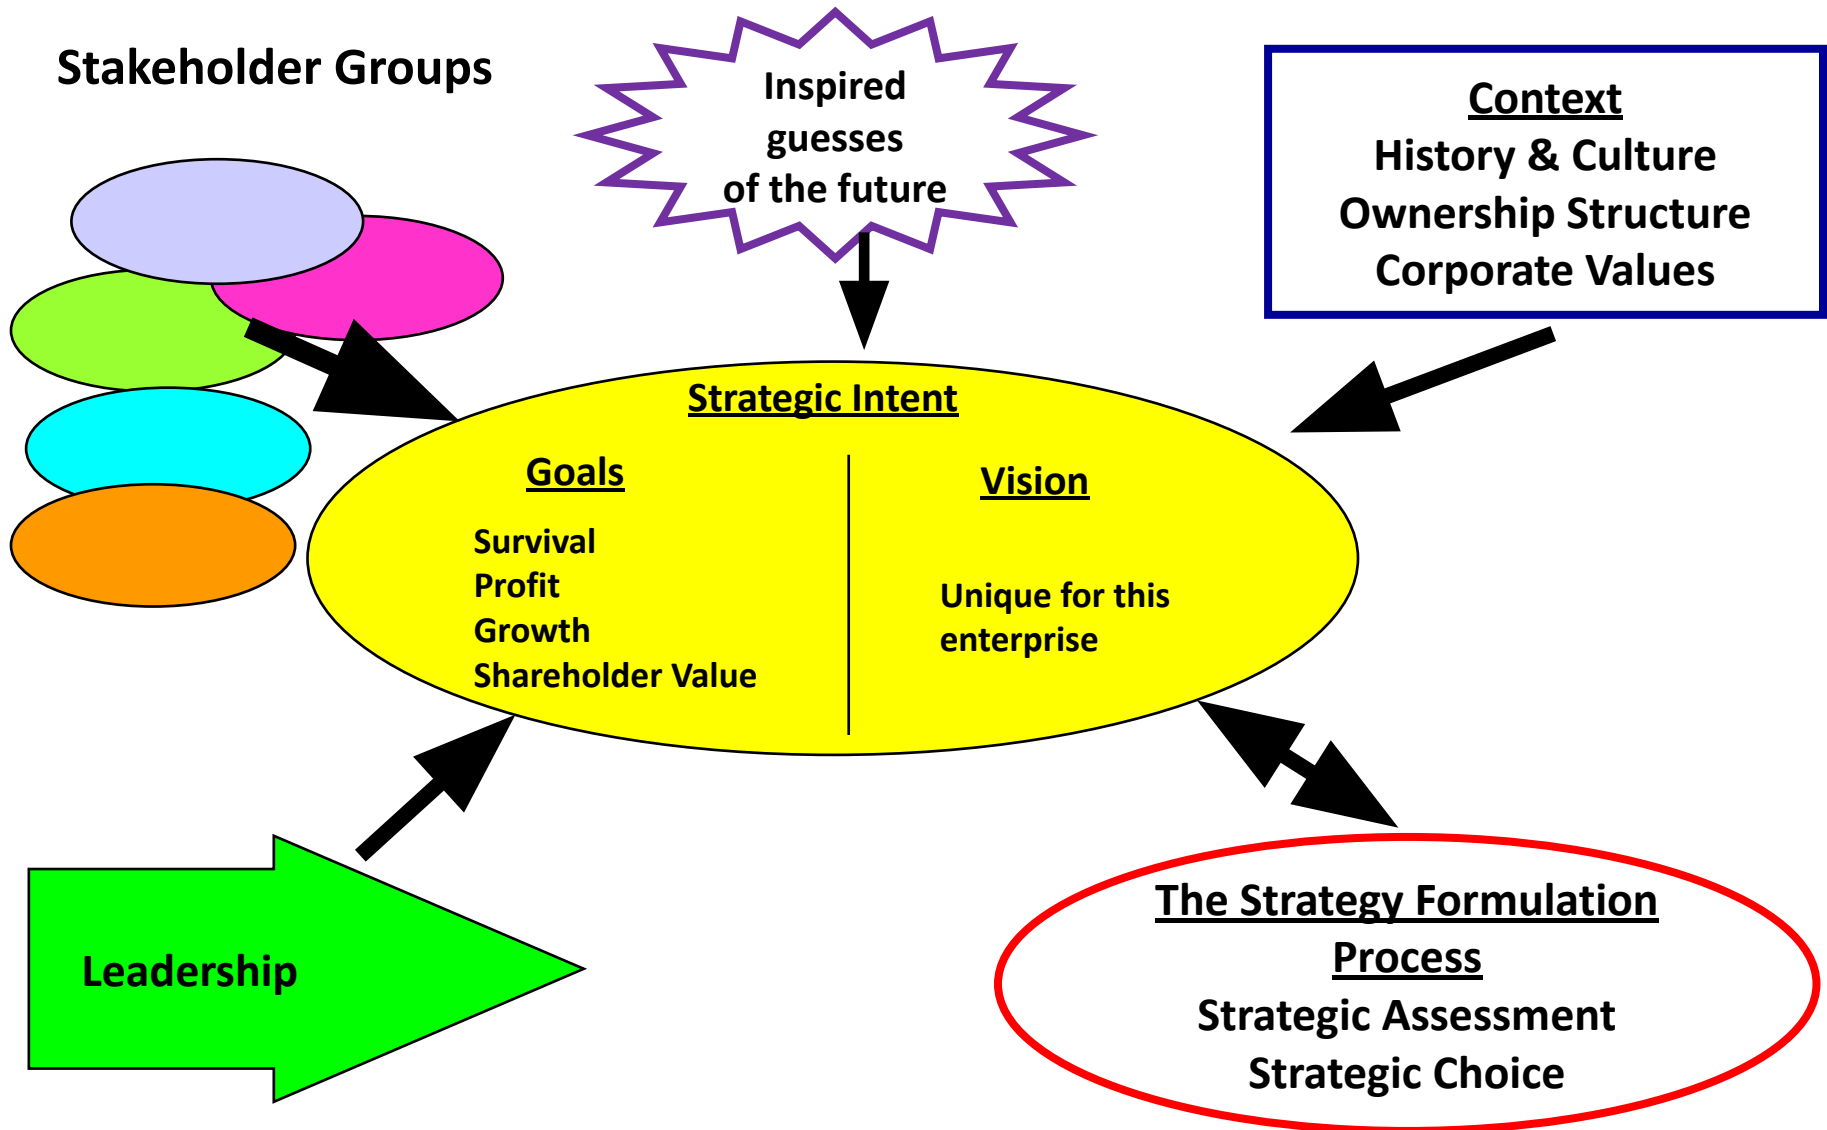 Stakeholder Groups
Inspired
guesses
of the future
Context
History & Culture
Ownership Structure
Corporate Values
Strategic Intent
Goals
Survival
Profit
Growth
Shareholder Value
Vision
Unique for this
enterprise
Leadership
The Strategy Formulation
Process
Strategic Assessment
Strategic Choice